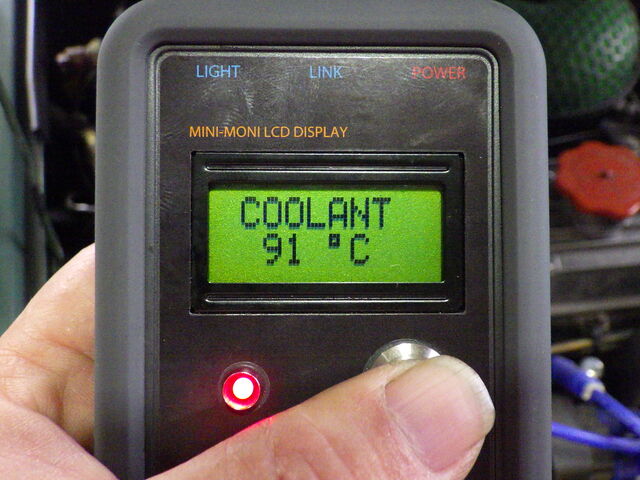 LIGHT LINK POWER
MINI-MONI LCD DISPLAY
COOLANT
91 °C